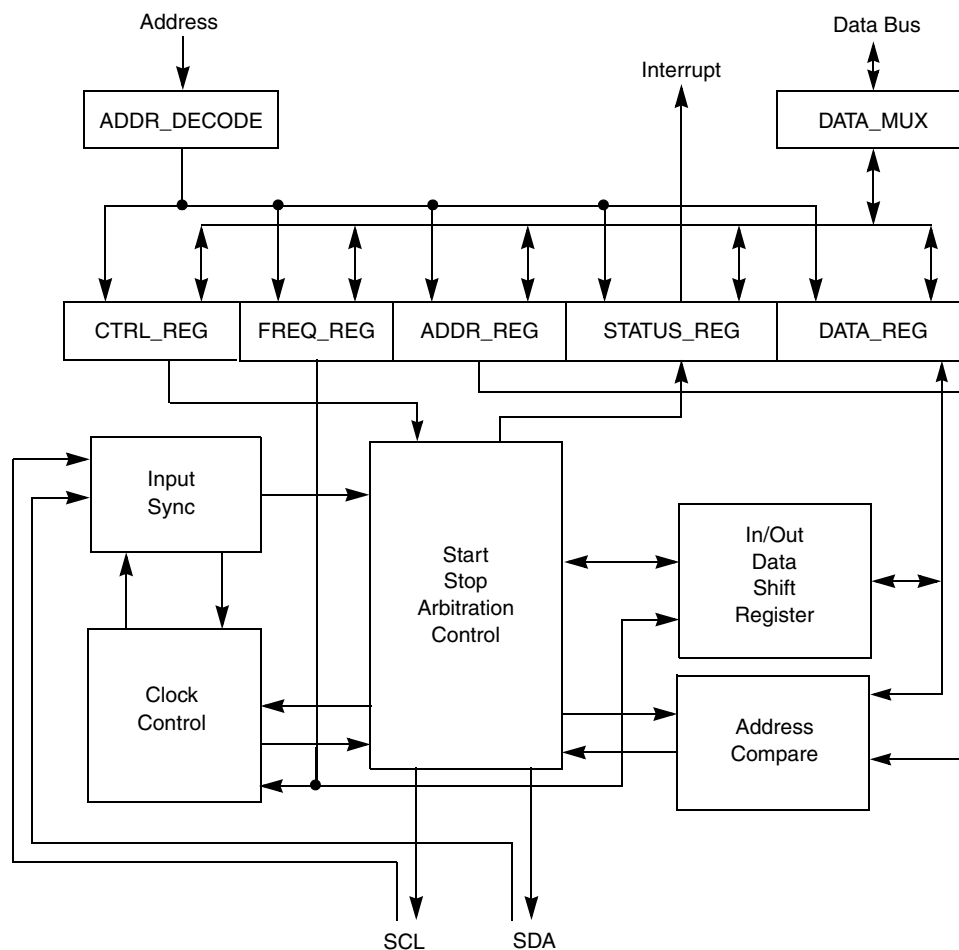 Address
Data Bus
Interrupt
ADDR_DECODE
DATA_MUX
CTRL_REG
FREQ_REG
ADDR_REG
STATUS_REG
DATA_REG
Input
Sync
Start
Stop
Arbitration
Control
In/Out
Data
Shift
Register
Clock
Control
Address
Compare
SCL
SDA